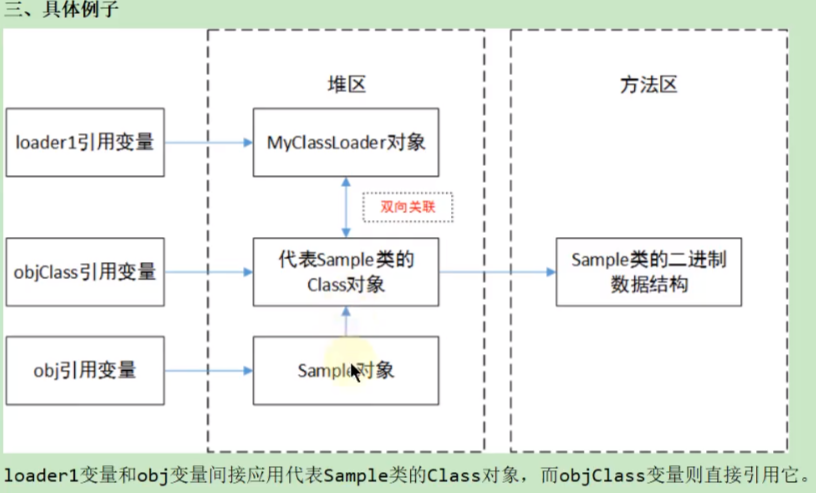 三、具体例子
堆区
方法区
loader1引用变量
MyClassLoader对象
双向关联
objClass引用变量
代表Sample类的
Class对象
Sample类的二进制
数据结构
obj引用变量
Sample对象
loader1变量和obj变量间接应用代表Sample类的Class对象，而objClass变量则直接引用它。